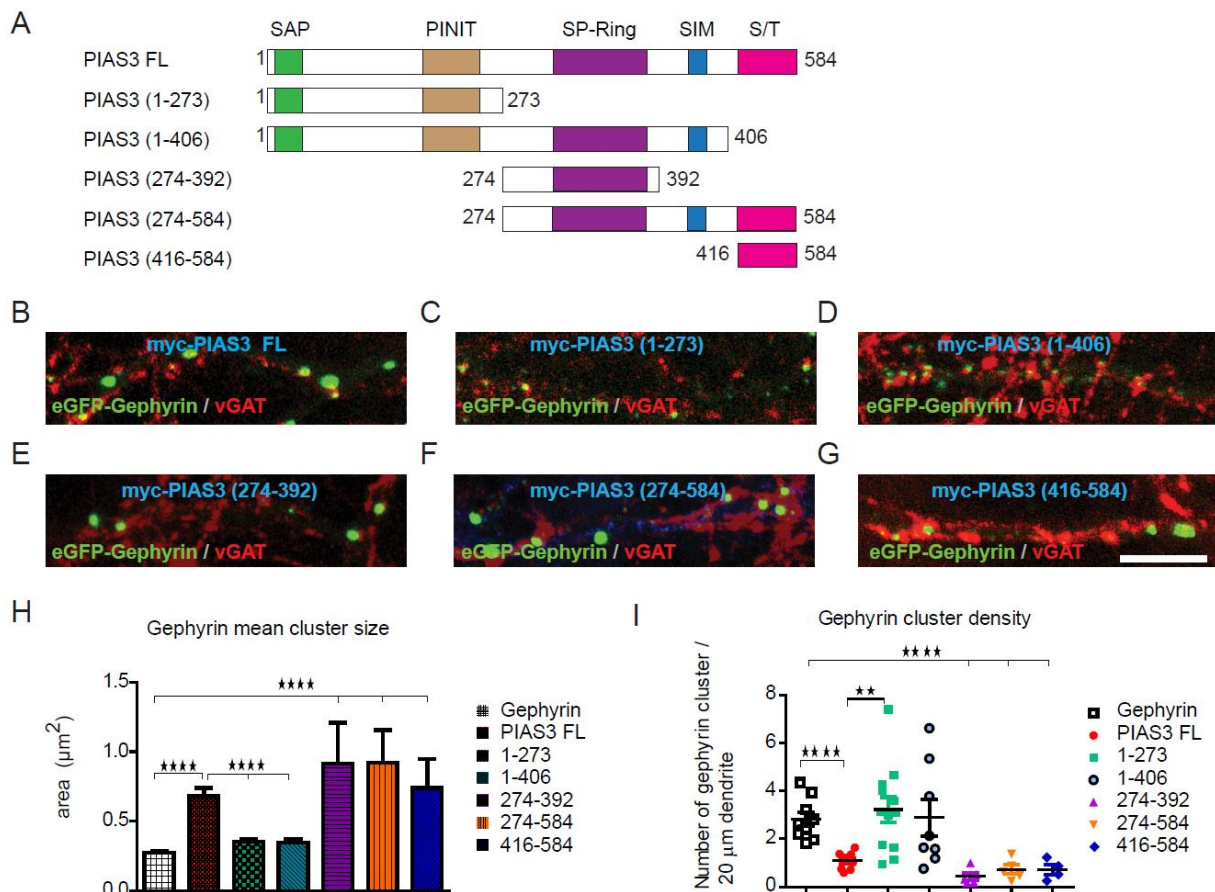 A
SAP PINIT SP-Ring SIM S/T
PIAS3 FL 1 584
PIAS3 (1-273) 1 273
PIAS3 (1-406) 1 406
PIAS3 (274-392) 274 392
PIAS3 (274-584) 274 584
PIAS3 (416-584) 416 584
B C D
myc-PIAS3 FL
eGFP-Gephyrin / vGAT
myc-PIAS3 (1-273)
eGFP-Gephyrin / vGAT
myc-PIAS3 (1-406)
eGFP-Gephyrin / vGAT
E F G
myc-PIAS3 (274-392)
eGFP-Gephyrin / vGAT
myc-PIAS3 (274-584)
eGFP-Gephyrin / vGAT
myc-PIAS3 (416-584)
eGFP-Gephyrin / vGAT
H
Gephyrin mean cluster size
area (µm²)
1.5
1.0
0.5
0.0
★★★★
★★★★ ★★★★
Gephyrin
PIAS3 FL
1-273
1-406
274-392
274-584
416-584
I
Gephyrin cluster density
Number of gephyrin cluster /
20 µm dendrite
8
6
4
2
0
★★★★
★★
★★★★
Gephyrin
PIAS3 FL
1-273
1-406
274-392
274-584
416-584